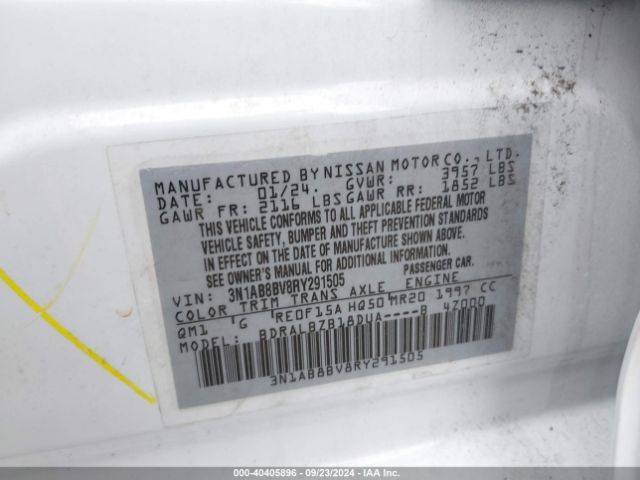 MANUFACTURED BY NISSAN MOTOR CO., LTD.
DATE: 01/24. GVWR: 3957 LBS
GAWR FR: 2116 LBS GAWR RR: 1852 LBS
THIS VEHICLE CONFORMS TO ALL APPLICABLE FEDERAL MOTOR
VEHICLE SAFETY, BUMPER AND THEFT PREVENTION STANDARDS
IN EFFECT ON THE DATE OF MANUFACTURE SHOWN ABOVE.
SEE OWNER'S MANUAL FOR ADDITIONAL INFORMATION
VIN: 3N1AB8BV8RY291505 PASSENGER CAR.
COLOR TRIM TRANS AXLE ENGINE
QM1 'G RE0F15A HQ50 MR20 1997 CC
MODEL: BDRALBZB18DUA----B 47000
3N1AB8BV8RY291505
000-40405896 - 09/23/2024 - IAA Inc.